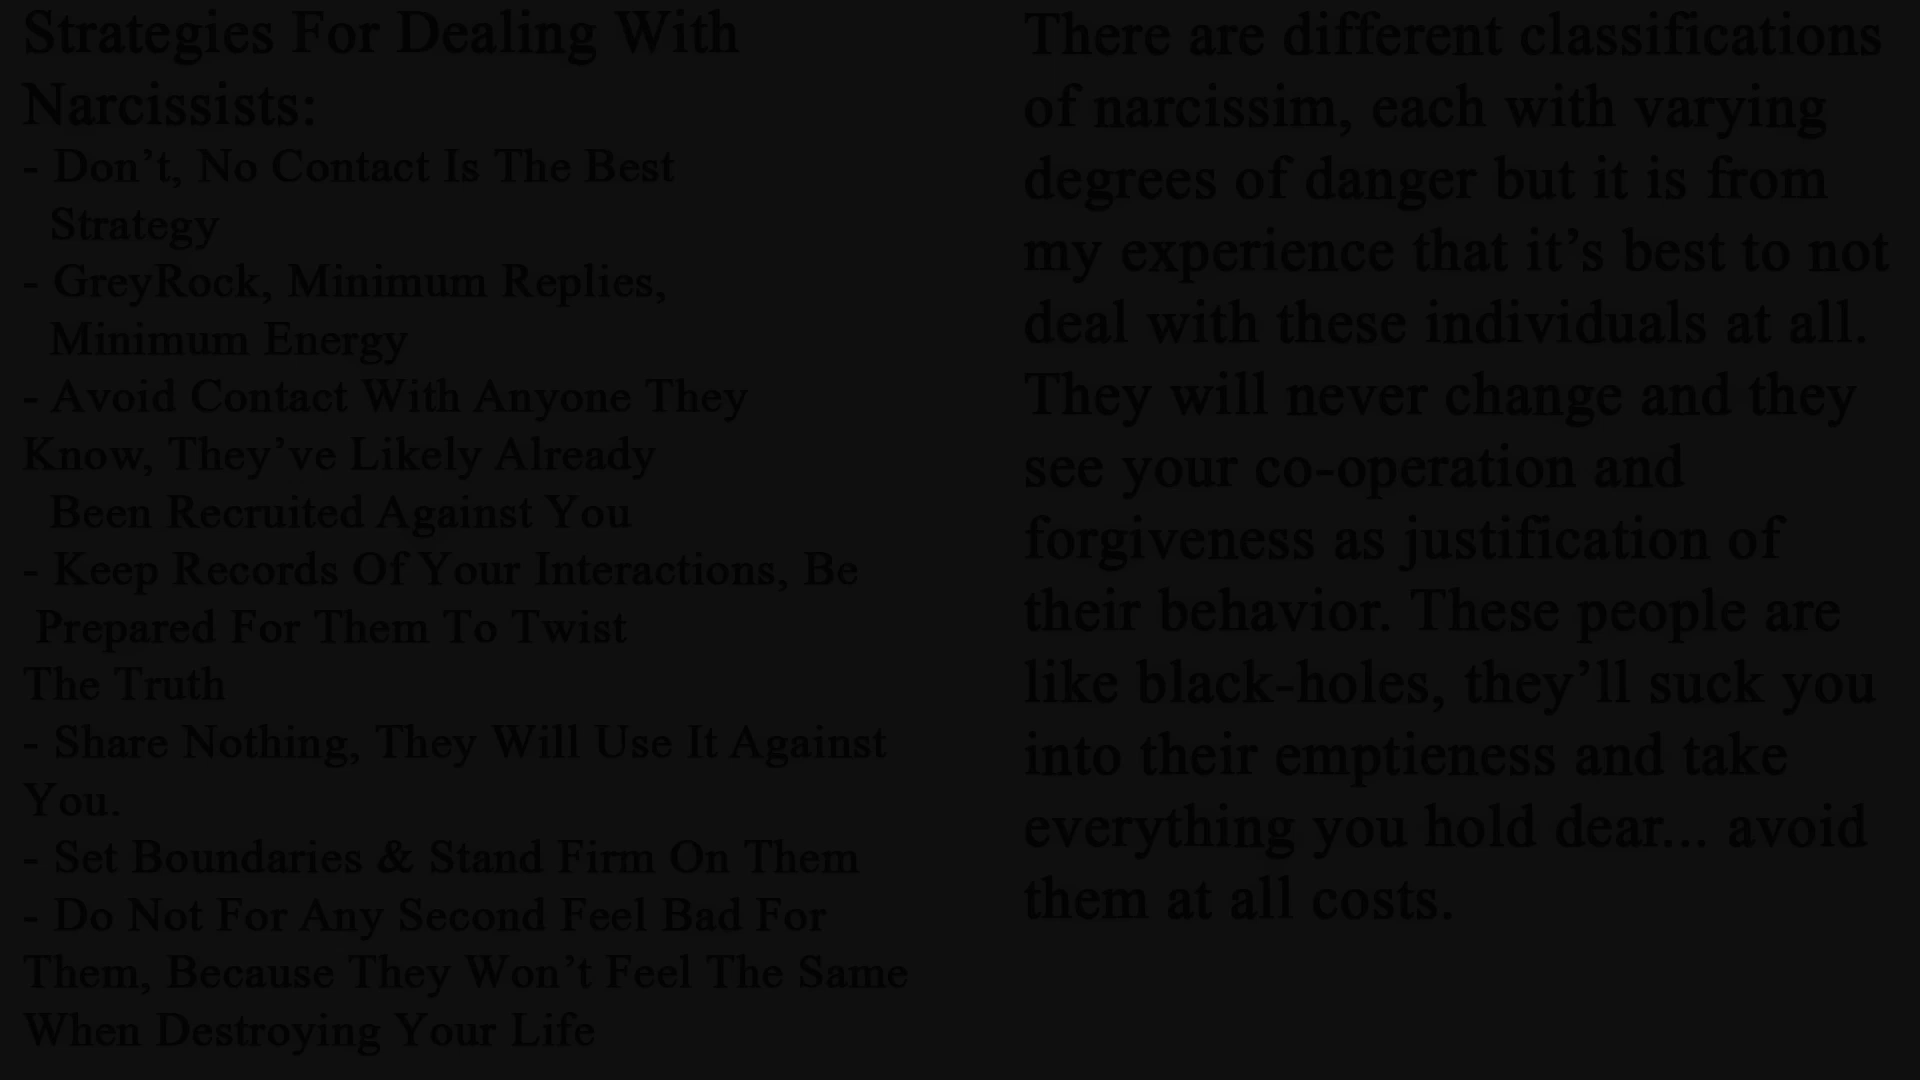 Strategies For Dealing With
Narcissists:
- Don’t, No Contact Is The Best
Strategy
- GreyRock, Minimum Replies,
Minimum Energy
- Avoid Contact With Anyone They
Know, They’ve Likely Already
Been Recruited Against You
- Keep Records Of Your Interactions, Be
Prepared For Them To Twist
The Truth
- Share Nothing, They Will Use It Against
You.
- Set Boundaries & Stand Firm On Them
- Do Not For Any Second Feel Bad For
Them, Because They Won’t Feel The Same
When Destroying Your Life
There are different classifications
of narcissim, each with varying
degrees of danger but it is from
my experience that it’s best to not
deal with these individuals at all.
They will never change and they
see your co-operation and
forgiveness as justification of
their behavior. These people are
like black-holes, they’ll suck you
into their emptieness and take
everything you hold dear... avoid
them at all costs.